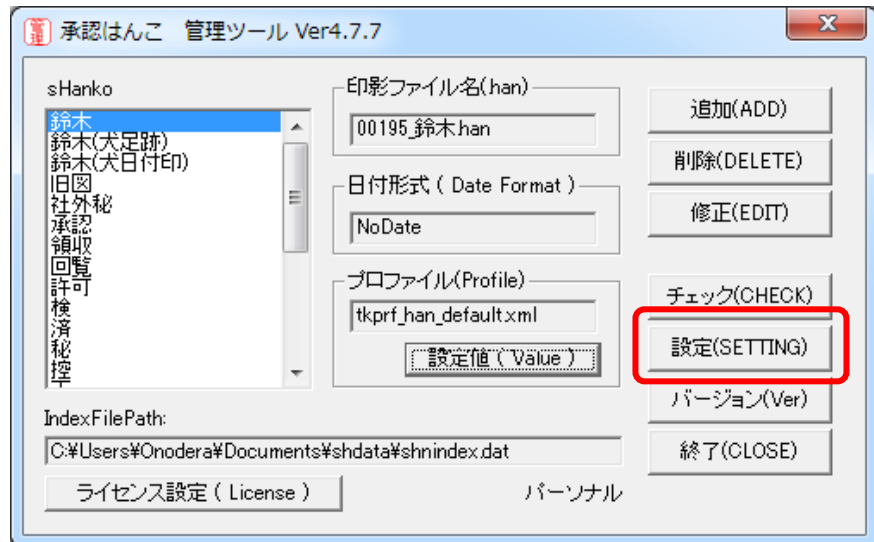 管理 承認はんこ 管理ツール Ver4.7.7
sHanko
鈴木
鈴木(犬足跡)
鈴木(犬日付印)
旧図
社外秘
承認
領収
回覧
許可
検
済
秘
控
印影ファイル名(.han)
00195_鈴木.han
日付形式 ( Date Format )
NoDate
プロファイル(Profile)
tkprf_han_default.xml
設定値 ( Value )
追加(ADD)
削除(DELETE)
修正(EDIT)
チェック(CHECK)
設定(SETTING)
バージョン(Ver)
終了(CLOSE)
IndexFilePath:
C:¥Users¥Onodera¥Documents¥shdata¥shnindex.dat
ライセンス設定 ( License )
パーソナル